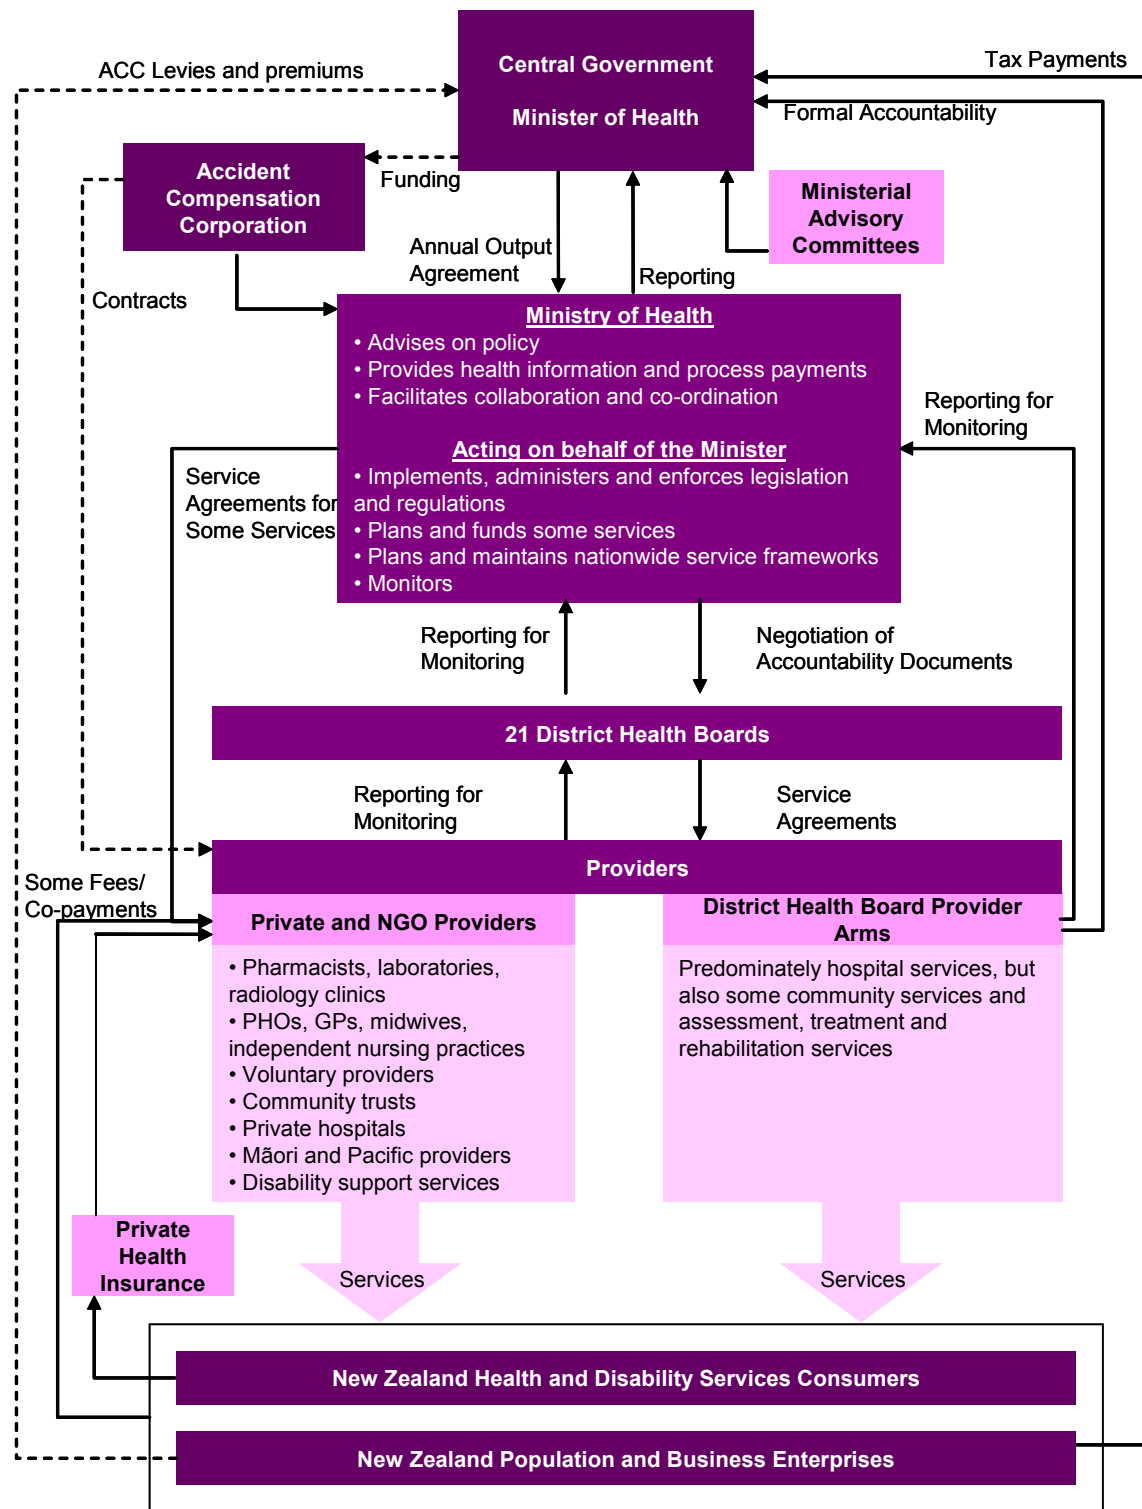 ACC Levies and premiums
Central Government
Minister of Health
Tax Payments
Formal Accountability
Accident
Compensation
Corporation
Funding
Ministerial
Advisory
Committees
Annual Output
Agreement
Reporting
Contracts
Ministry of Health
• Advises on policy
• Provides health information and process payments
• Facilitates collaboration and co-ordination
Acting on behalf of the Minister
• Implements, administers and enforces legislation
and regulations
• Plans and funds some services
• Plans and maintains nationwide service frameworks
• Monitors
Reporting for
Monitoring
Service
Agreements for
Some Services
Reporting for
Monitoring
Negotiation of
Accountability Documents
21 District Health Boards
Reporting for
Monitoring
Service
Agreements
Providers
Some Fees/
Co-payments
Private and NGO Providers
• Pharmacists, laboratories,
radiology clinics
• PHOs, GPs, midwives,
independent nursing practices
• Voluntary providers
• Community trusts
• Private hospitals
• Mãori and Pacific providers
• Disability support services
District Health Board Provider
Arms
Predominately hospital services, but
also some community services and
assessment, treatment and
rehabilitation services
Private
Health
Insurance
Services
Services
New Zealand Health and Disability Services Consumers
New Zealand Population and Business Enterprises